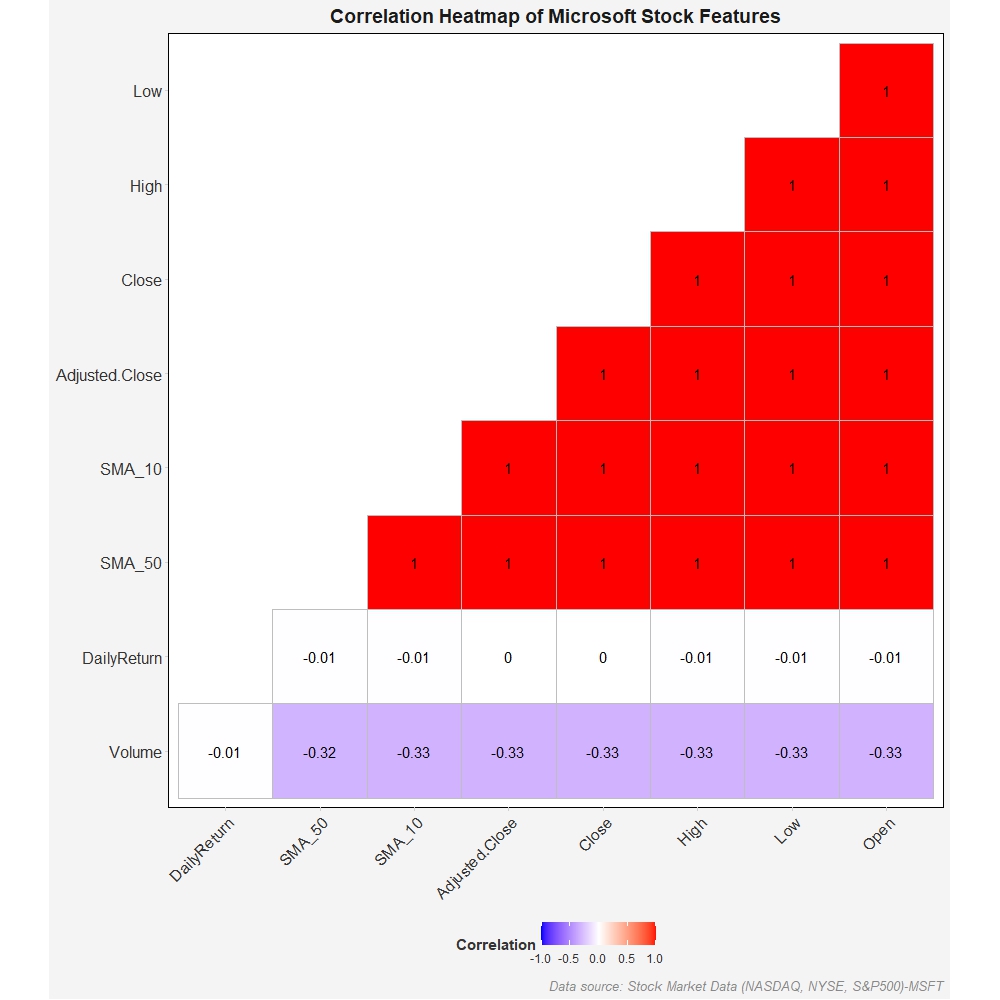 Correlation Heatmap of Microsoft Stock Features
Low 1
High 1 1
Close 1 1 1
Adjusted.Close 1 1 1 1
SMA_10 1 1 1 1 1
SMA_50 1 1 1 1 1 1
DailyReturn -0.01 -0.01 0 0 -0.01 -0.01 -0.01
Volume -0.01 -0.32 -0.33 -0.33 -0.33 -0.33 -0.33 -0.33
DailyReturn SMA_50 SMA_10 Adjusted.Close Close High Low Open
Correlation
-1.0 -0.5 0.0 0.5 1.0
Data source: Stock Market Data (NASDAQ, NYSE, S&P500)-MSFT